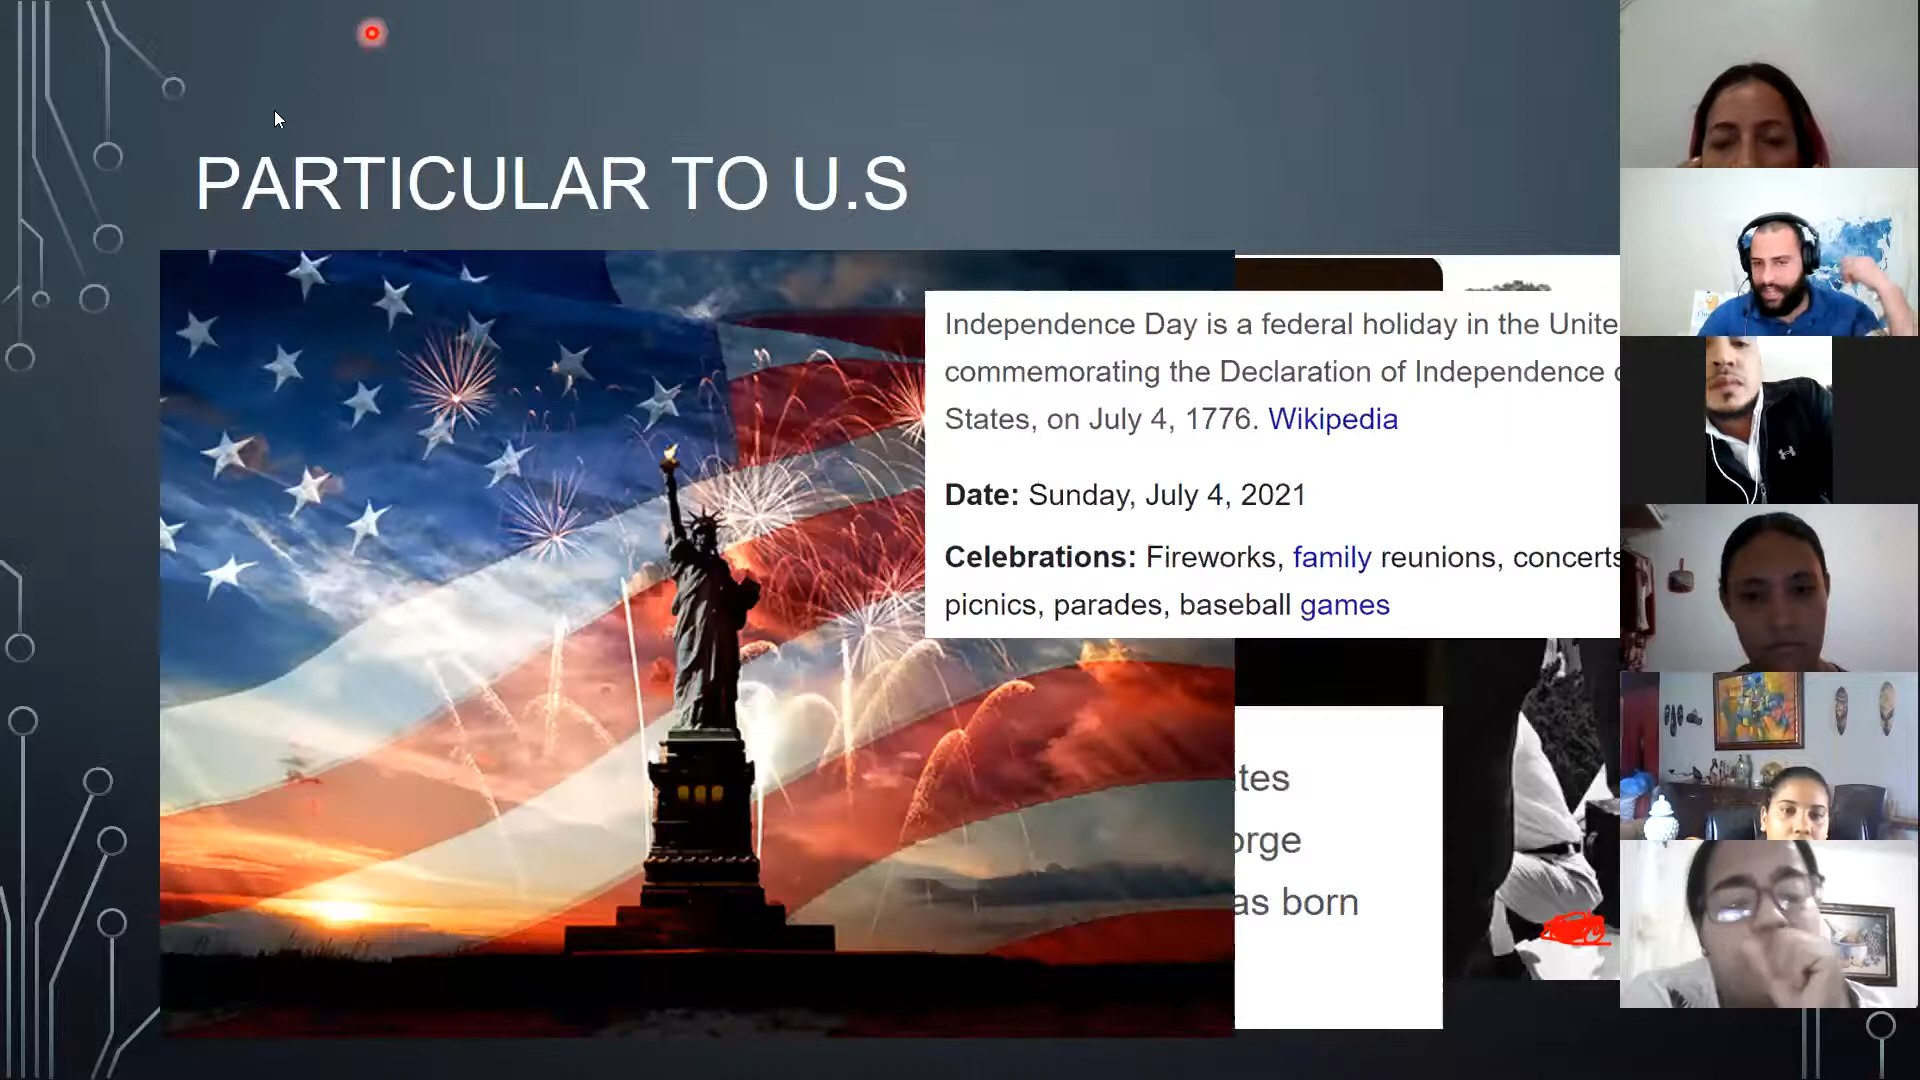 PARTICULAR TO U.S
Independence Day is a federal holiday in the Unite
commemorating the Declaration of Independence
States, on July 4, 1776. Wikipedia
Date: Sunday, July 4, 2021
Celebrations: Fireworks, family reunions, concerts
picnics, parades, baseball games
tes
orge
as born